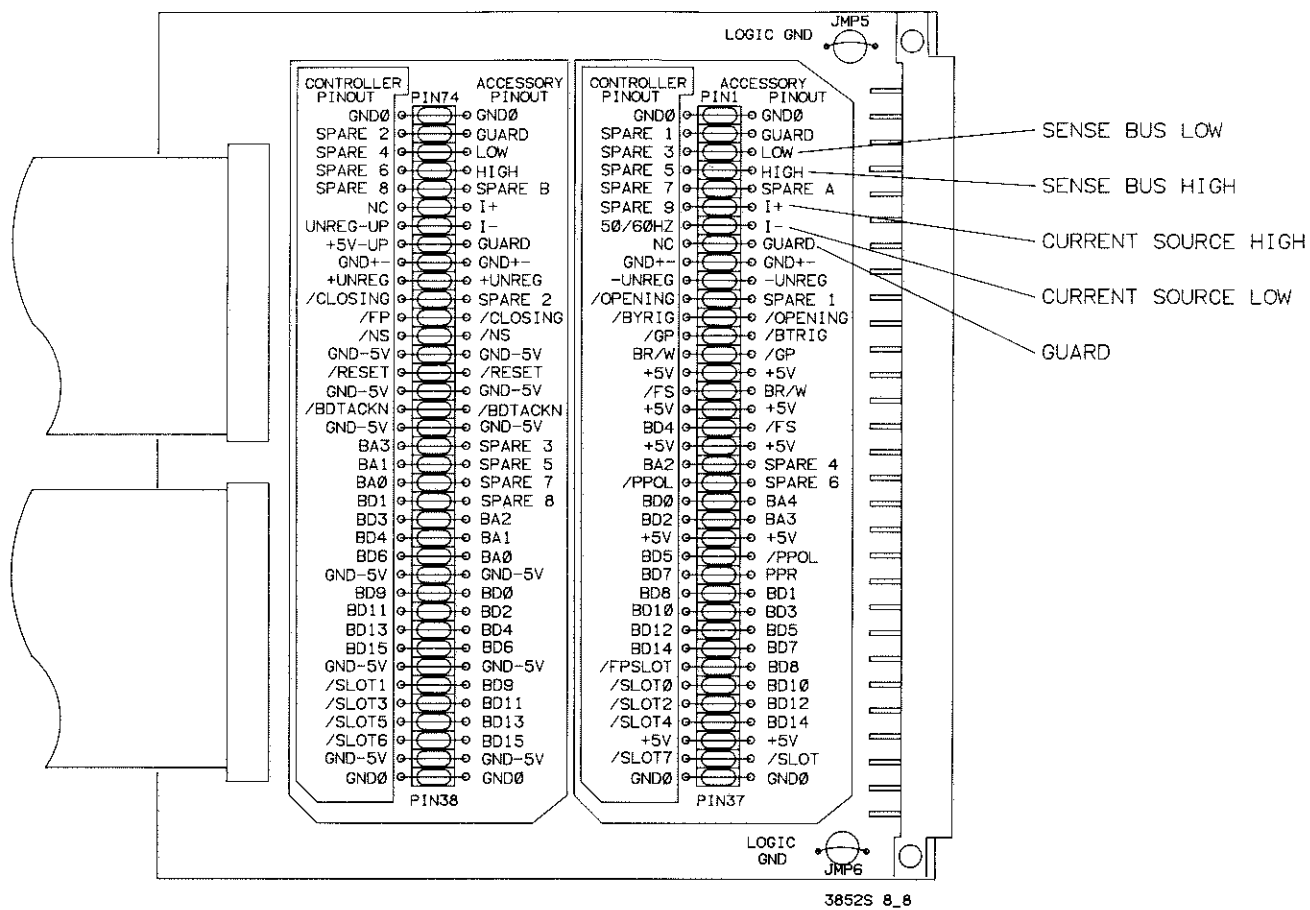 JMP5
LOGIC GND
CONTROLLER PINOUT PIN74 ACCESSORY PINOUT
GNDØ GNDØ
SPARE 2 GUARD
SPARE 4 LOW
SPARE 6 HIGH
SPARE 8 SPARE B
NC I+
UNREG-UP I-
+5V-UP GUARD
GND+- GND+-
+UNREG +UNREG
/CLOSING SPARE 2
/FP /CLOSING
/NS /NS
GND-5V GND-5V
/RESET /RESET
GND-5V GND-5V
/BDTACKN /BDTACKN
GND-5V GND-5V
BA3 SPARE 3
BA1 SPARE 5
BAØ SPARE 7
BD1 SPARE 8
BD3 BA2
BD4 BA1
BD6 BAØ
GND-5V GND-5V
BD9 BDØ
BD11 BD2
BD13 BD4
BD15 BD6
GND-5V GND-5V
/SLOT1 BD9
/SLOT3 BD11
/SLOT5 BD13
/SLOT6 BD15
GND-5V GND-5V
GNDØ GNDØ
PIN38
CONTROLLER PINOUT PIN1 ACCESSORY PINOUT
GNDØ GNDØ
SPARE 1 GUARD
SPARE 3 LOW
SPARE 5 HIGH
SPARE 7 SPARE A
SPARE 9 I+
50/60HZ I-
NC GUARD
GND+- GND+-
-UNREG -UNREG
/OPENING SPARE 1
/BYRIG /OPENING
/GP /BTRIG
BR/W /GP
+5V +5V
/FS BR/W
+5V +5V
BD4 /FS
+5V +5V
BA2 SPARE 4
/PPOL SPARE 6
BDØ BA4
BD2 BA3
+5V +5V
BD5 /PPOL
BD7 PPR
BD8 BD1
BD1Ø BD3
BD12 BD5
BD14 BD7
/FPSLOT BD8
/SLOTØ BD1Ø
/SLOT2 BD12
/SLOT4 BD14
+5V +5V
/SLOT7 /SLOT
GNDØ GNDØ
PIN37
SENSE BUS LOW
SENSE BUS HIGH
CURRENT SOURCE HIGH
CURRENT SOURCE LOW
GUARD
LOGIC
GND
JMP6
3852S 8_8